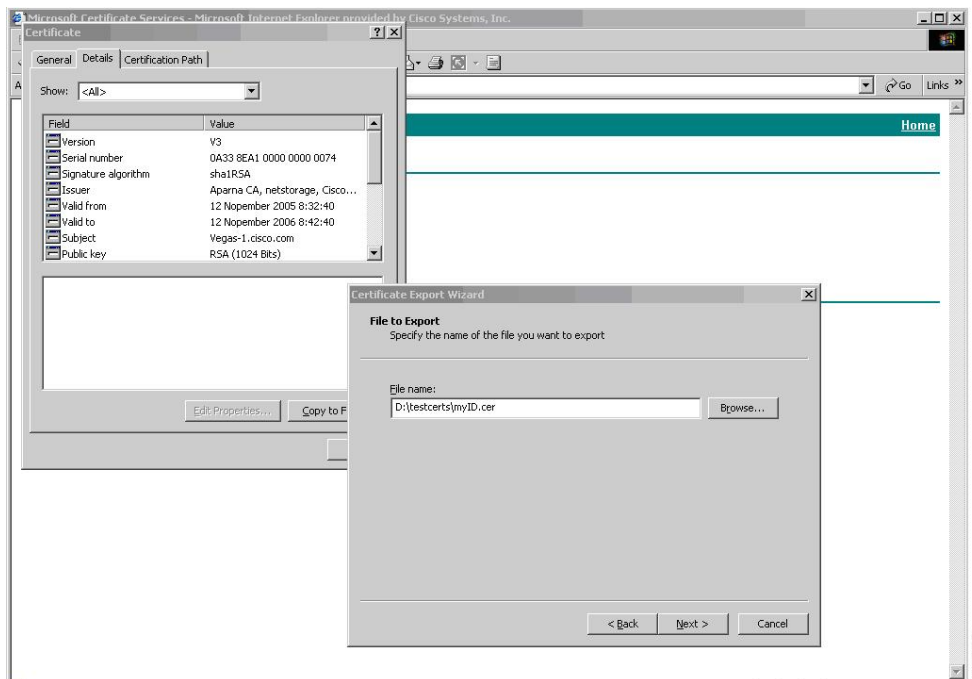 Microsoft Certificate Services - Microsoft Internet Explorer provided by Cisco Systems, Inc.
Certificate
General Details Certification Path
Show: <All>
Field Value
Version V3
Serial number 0A33 8EA1 0000 0000 0074
Signature algorithm sha1RSA
Issuer Aparna CA, netstorage, Cisco...
Valid from 12 Nopember 2005 8:32:40
Valid to 12 Nopember 2006 8:42:40
Subject Vegas-1.cisco.com
Public key RSA (1024 Bits)
Edit Properties... Copy to F
Go Links »
Home
Certificate Export Wizard
File to Export
Specify the name of the file you want to export
File name:
D:\testcerts\myID.cer Browse...
< Back Next > Cancel